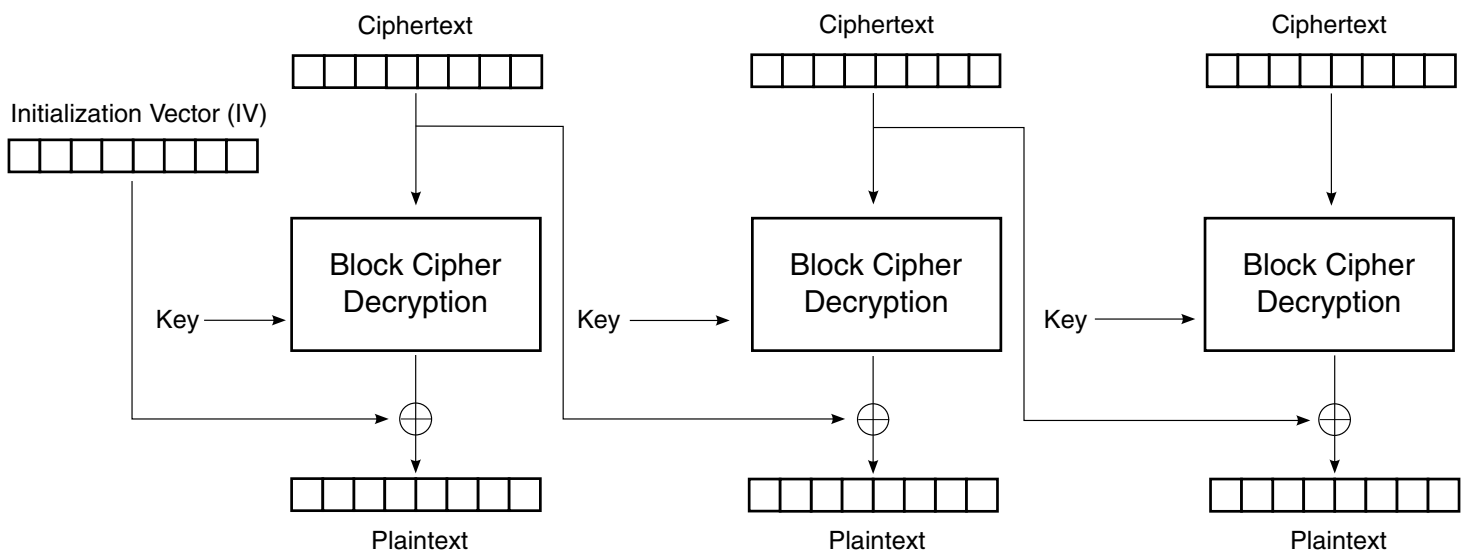 Ciphertext
Ciphertext
Ciphertext
Initialization Vector (IV)
Block Cipher
Decryption
Block Cipher
Decryption
Block Cipher
Decryption
Key
Key
Key
Plaintext
Plaintext
Plaintext